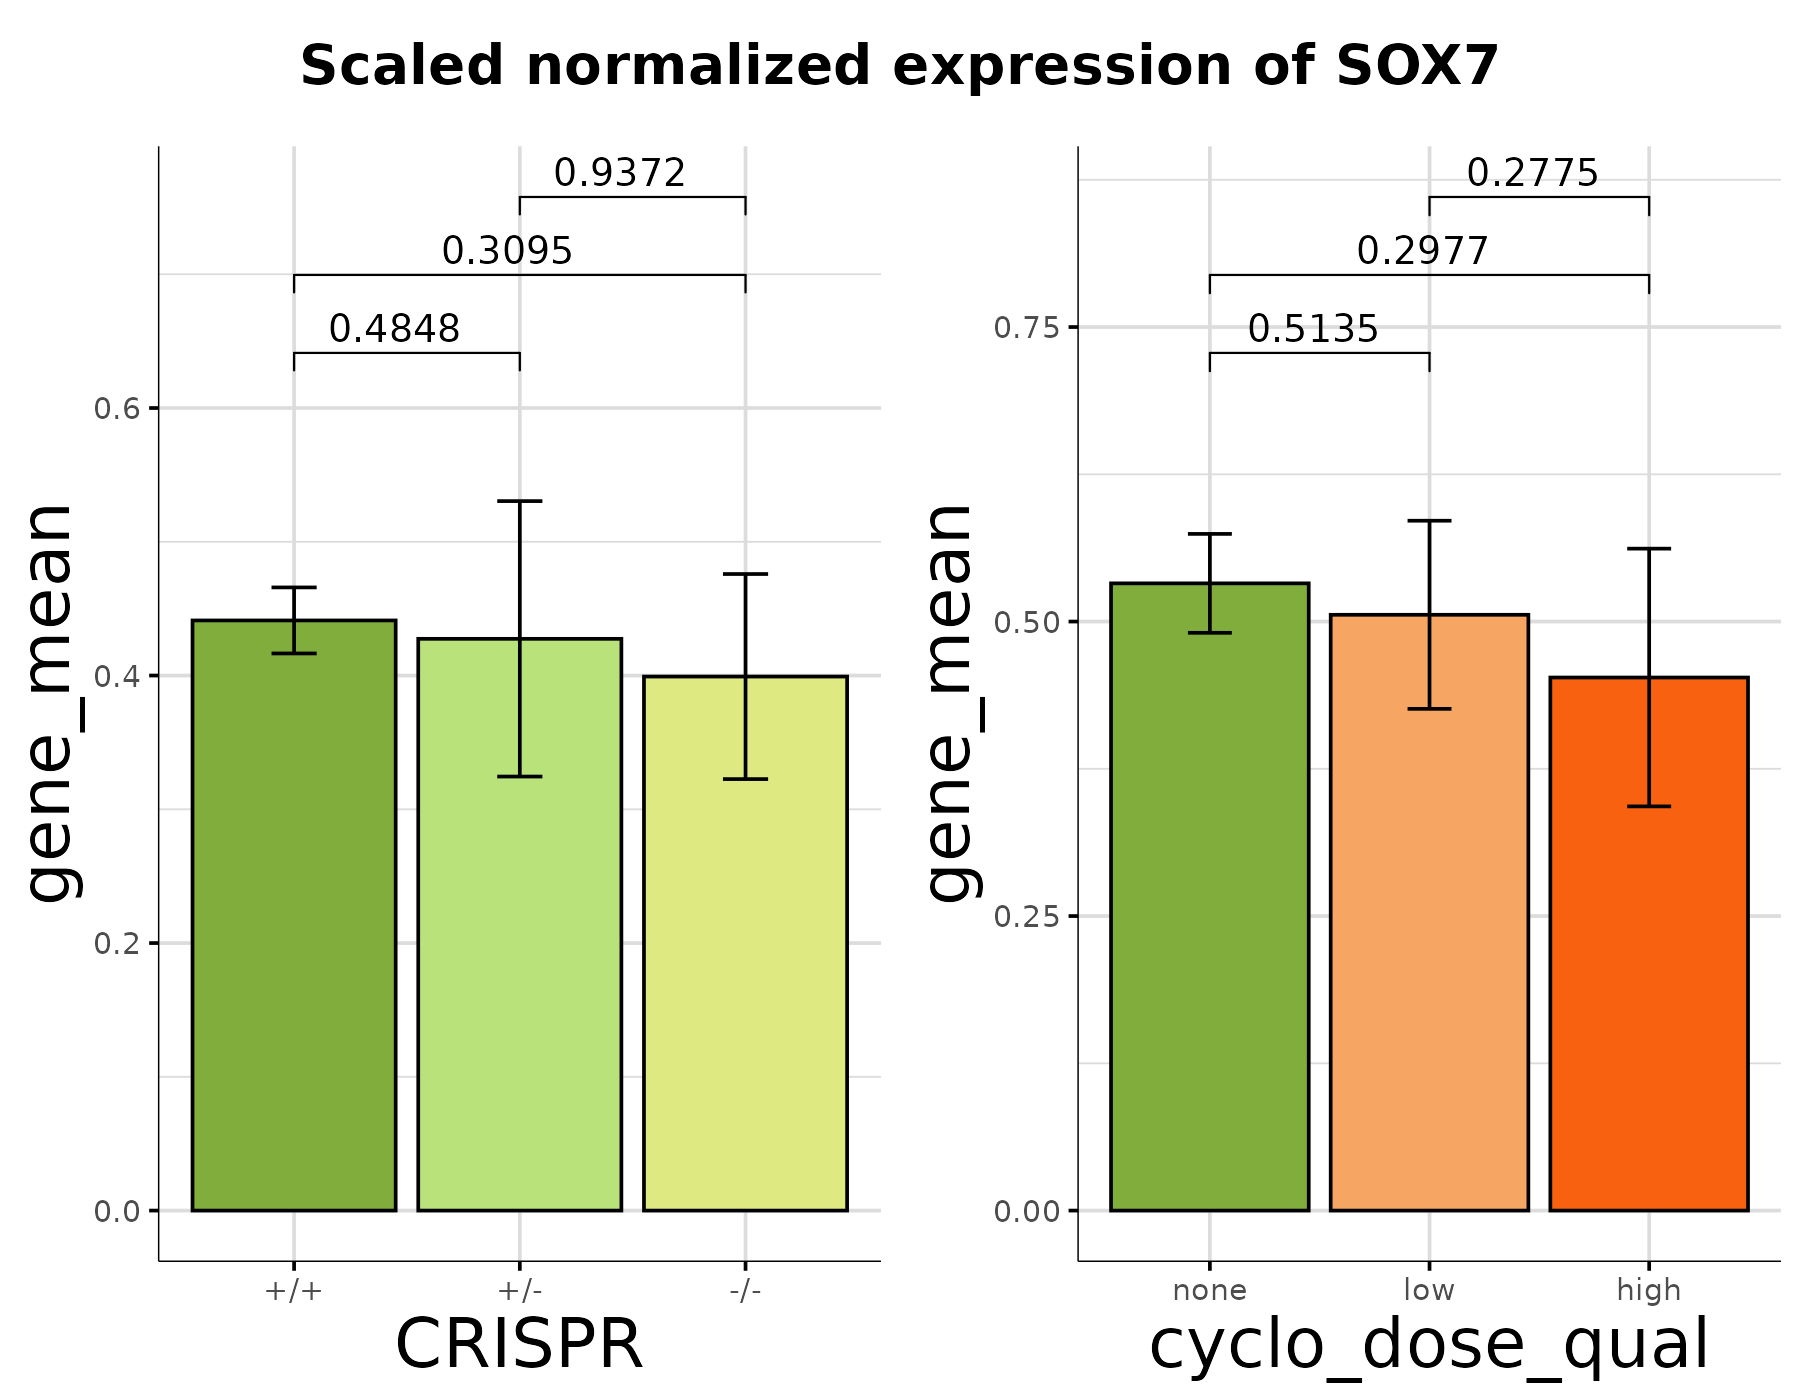 Scaled normalized expression of SOX7
gene_mean
0.9372
0.3095
0.4848
0.6
0.4
0.2
0.0
+/+ +/- -/-
CRISPR
gene_mean
0.2775
0.2977
0.5135
0.75
0.50
0.25
0.00
none low high
cyclo_dose_qual